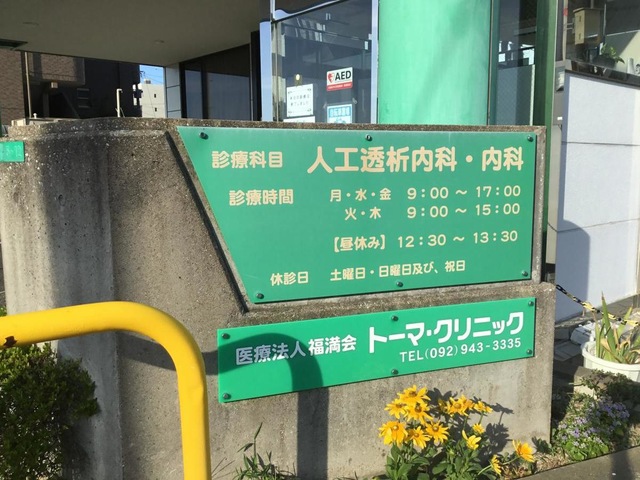 AED
診療科目 人工透析内科・内科
診療時間 月・水・金 9:00 ～ 17:00
火・木 9:00 ～ 15:00
【昼休み】 12:30 ～ 13:30
休診日 土曜日・日曜日及び、祝日
医療法人 福満会 トーマ・クリニック
TEL(092) 943-3335